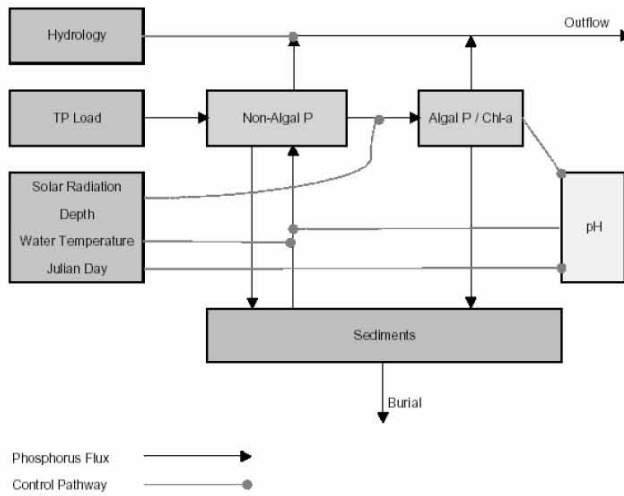 Outflow
Hydrology
TP Load
Non-Algal P
Algal P / Chl-a
Solar Radiation
Depth
Water Temperature
Julian Day
pH
Sediments
Burial
Phosphorus Flux
Control Pathway